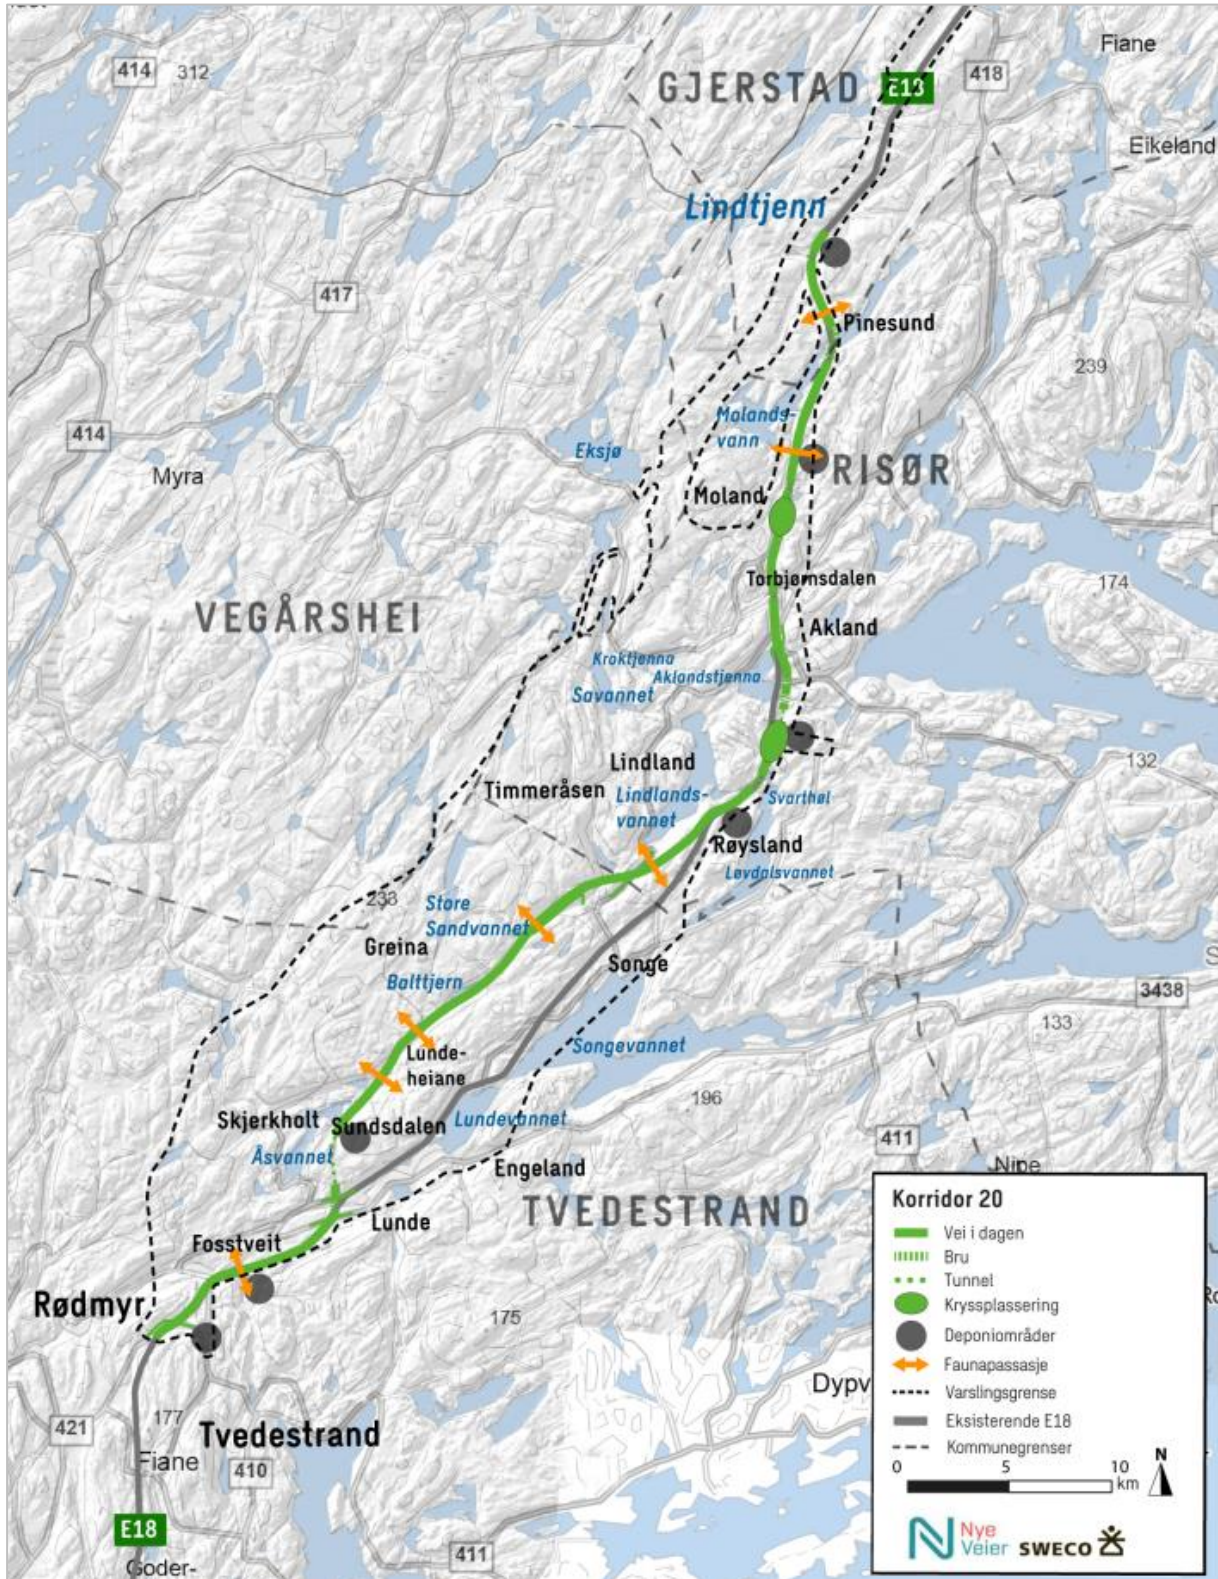 414
312
GJERSTAD
E18
418
Fiane
Eikeland
Lindtjenn
417
Pinesund
239
414
Myra
Eksjø
Molands-
vann
RISØR
Moland
Torbjørnsdalen
174
VEGÅRSHEI
Akland
Kroktjenna
Aklandstjenna
Savannet
Lindland
132
Timmeråsen
Lindlands-
vannet
Svarthøl
Røysland
Løvdalsvannet
233
Store
Sandvannet
Greina
Songe
Balttjern
3438
133
Lunde-
heiane
Songevannet
196
Skjerkholt
Sundsdalen
Lundevannet
411
Åsvannet
Engeland
Nipe
TVEDESTRAND
Lunde
Fosstveit
Rødmyr
175
Dypv
421
177
Tvedestrand
Fiane
410
E18
411
Goder-
Korridor 20
Vei i dagen
Bru
Tunnel
Kryssplassering
Deponiområder
Faunapassasje
Varslingsgrense
Eksisterende E18
Kommunegrenser
0 5 10
km
N
Nye
Veier
SWECO